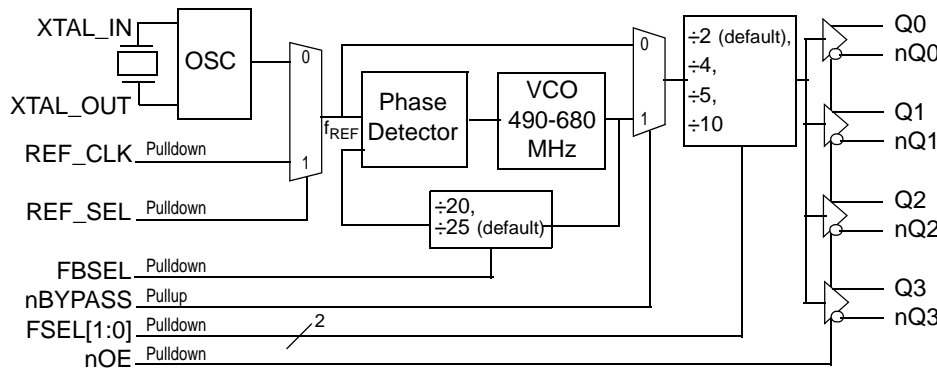 XTAL_IN
OSC
XTAL_OUT
REF_CLK Pulldown
REF_SEL Pulldown
0
1
fREF
Phase
Detector
VCO
490-680
MHz
÷20,
÷25 (default)
0
1
÷2 (default),
÷4,
÷5,
÷10
FBSEL Pulldown
nBYPASS Pullup
FSEL[1:0] Pulldown
2
nOE Pulldown
Q0
nQ0
Q1
nQ1
Q2
nQ2
Q3
nQ3